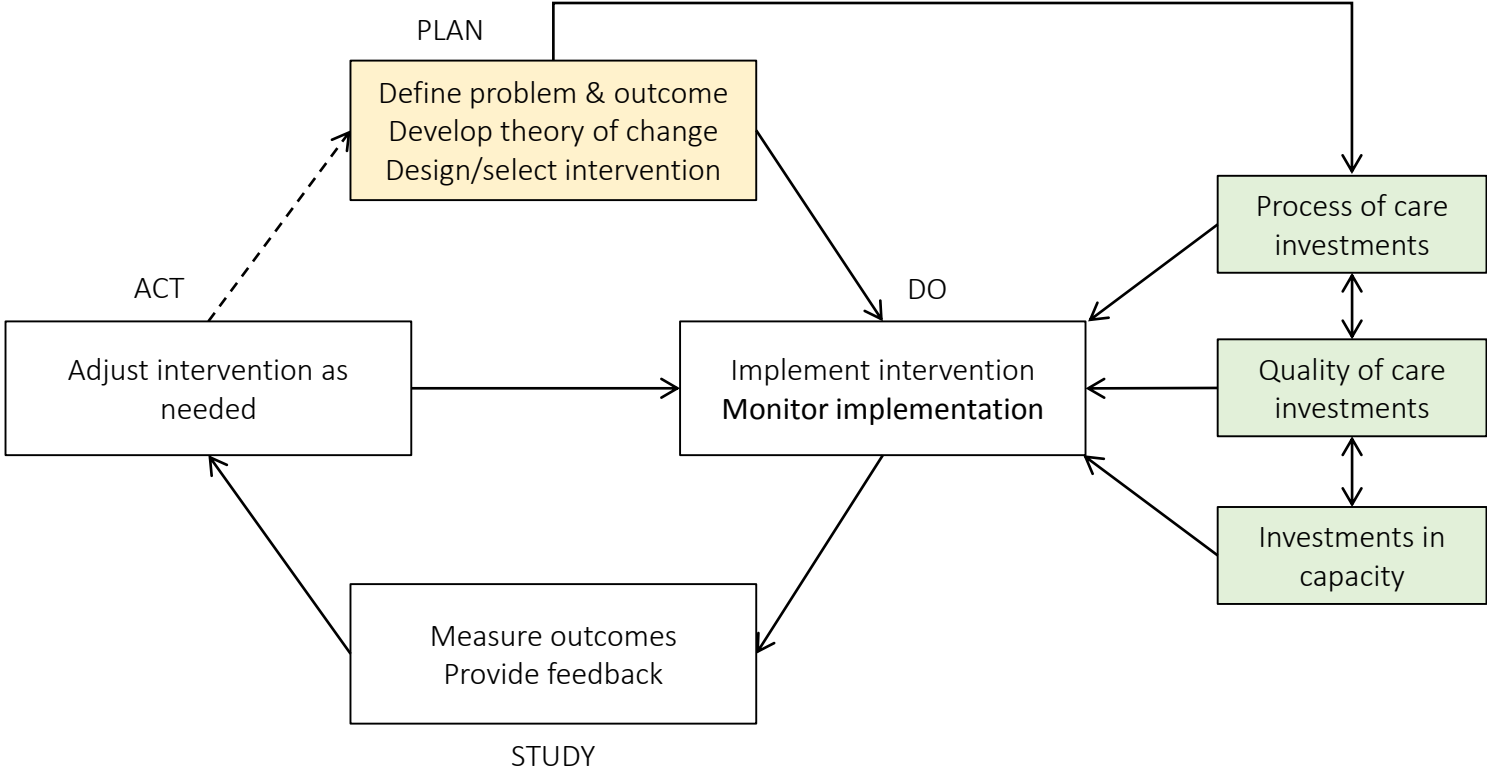 PLAN
Define problem & outcome
Develop theory of change
Design/select intervention
Process of care
investments
ACT
DO
Adjust intervention as
needed
Implement intervention
Monitor implementation
Quality of care
investments
Investments in
capacity
Measure outcomes
Provide feedback
STUDY